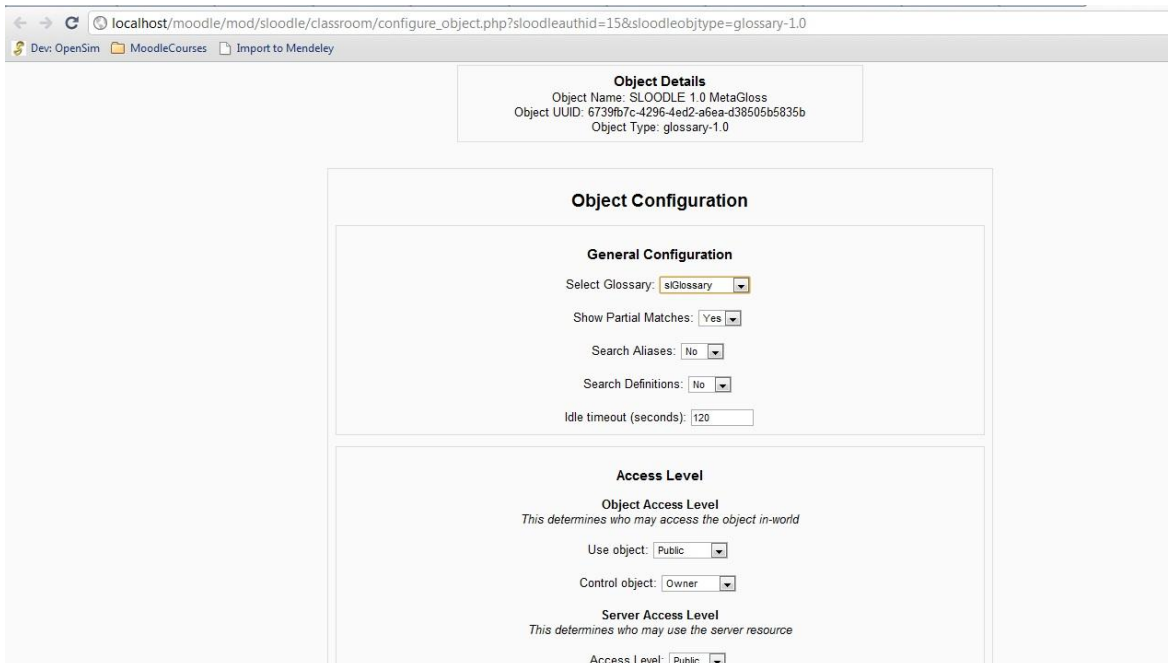 localhost/moodle/mod/sloodle/classroom/configure_object.php?sloodleauthid=15&sloodleobjtype=glossary-1.0
Dev: OpenSim MoodleCourses Import to Mendeley
Object Details
Object Name: SLOODLE 1.0 MetaGloss
Object UUID: 6739fb7c-4296-4ed2-a6ea-d38505b5835b
Object Type: glossary-1.0
Object Configuration
General Configuration
Select Glossary: slGlossary
Show Partial Matches: Yes
Search Aliases: No
Search Definitions: No
Idle timeout (seconds): 120
Access Level
Object Access Level
This determines who may access the object in-world
Use object: Public
Control object: Owner
Server Access Level
This determines who may use the server resource
Access Level: Public